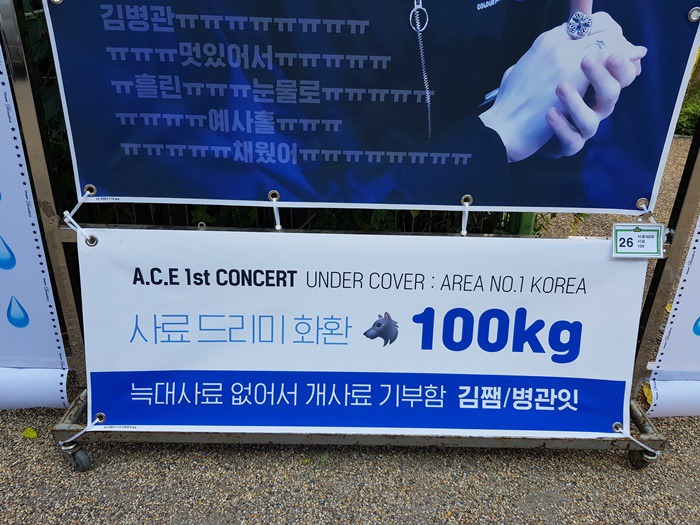 김병관ㅠㅠㅠㅠㅠㅠㅠㅠ
ㅠㅠㅠ멋있어서ㅠㅠㅠㅠㅠㅠ
ㅠ흘린ㅠㅠㅠ눈물로ㅠㅠㅠㅠㅠ
ㅠㅠㅠㅠㅠ예사홀ㅠㅠㅠ
ㅠㅠㅠㅠㅠ채웠어ㅠㅠㅠㅠㅠㅠㅠㅠ
26
사료
100
A.C.E 1st CONCERT UNDER COVER : AREA NO.1 KOREA
사료드리미 화환 100kg
늑대사료 없어서 개사료 기부함 김쨈/병관잇